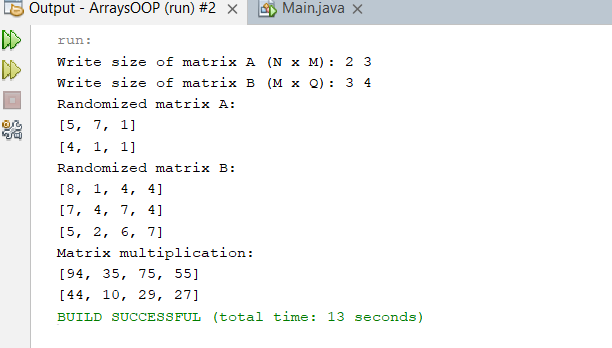 Output - ArraysOOP (run) #2 × Main.java ×
run:
Write size of matrix A (N x M): 2 3
Write size of matrix B (M x Q): 3 4
Randomized matrix A:
[5, 7, 1]
[4, 1, 1]
Randomized matrix B:
[8, 1, 4, 4]
[7, 4, 7, 4]
[5, 2, 6, 7]
Matrix multiplication:
[94, 35, 75, 55]
[44, 10, 29, 27]
BUILD SUCCESSFUL (total time: 13 seconds)